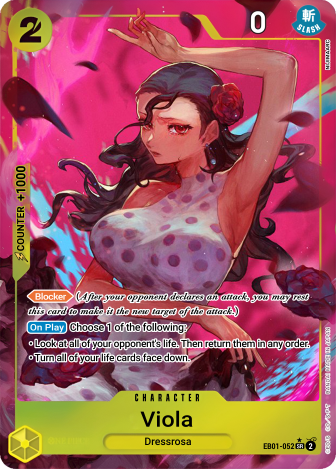 2
0
斬
SLASH
COUNTER +1000
Blocker (After your opponent declares an attack, you may rest
this card to make it the new target of the attack.)
On Play Choose 1 of the following:
• Look at all of your opponent's life. Then return them in any order.
• Turn all of your life cards face down.
CHARACTER
Viola
Dressrosa
EB01-052 SR 2